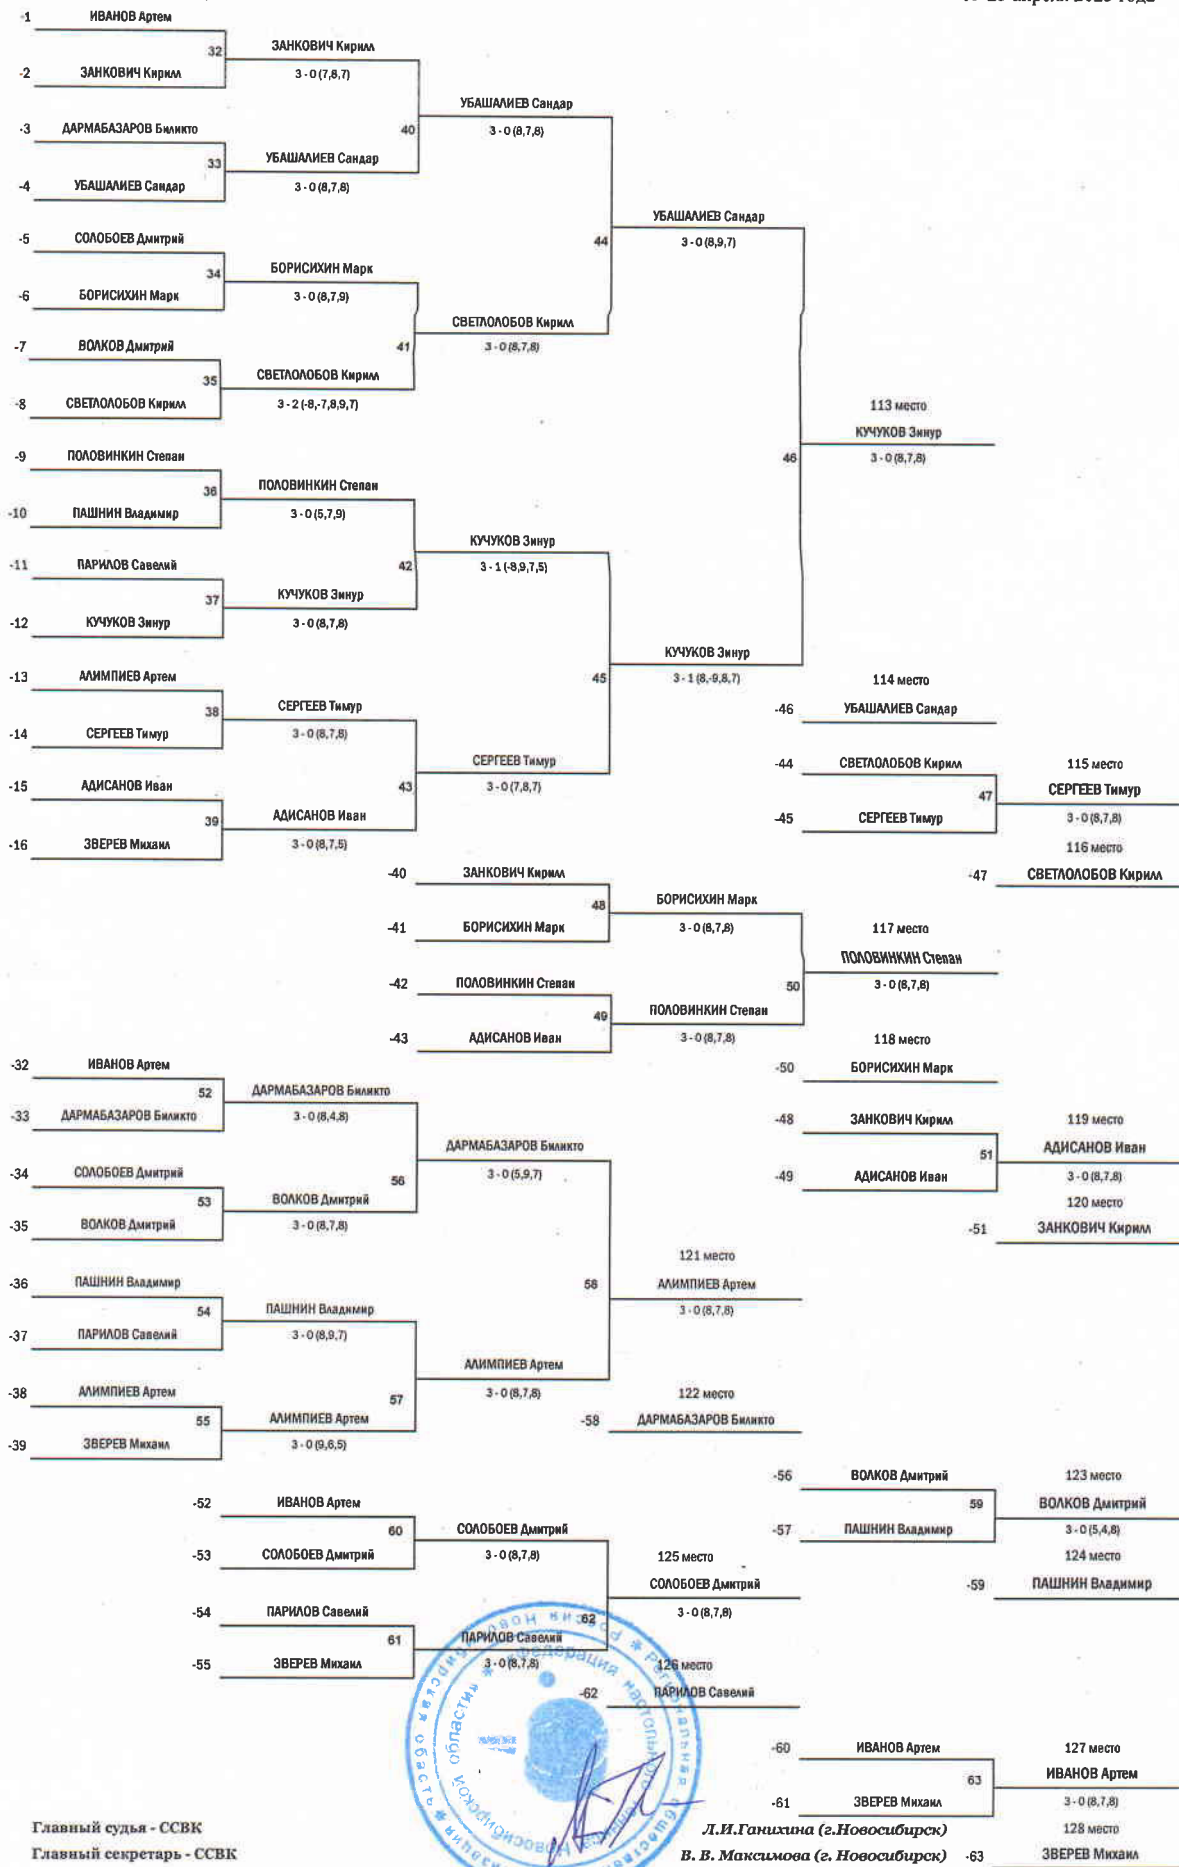 -1 ИВАНОВ Артем
32 ЗАНКОВИЧ Кирилл
-2 ЗАНКОВИЧ Кирилл 3 - 0 (7,8,7)
УБАШАЛИЕВ Сандар
-3 ДАРМАБАЗАРОВ Биликто 40 3 - 0 (8,7,8)
33 УБАШАЛИЕВ Сандар
-4 УБАШАЛИЕВ Сандар 3 - 0 (8,7,8)
УБАШАЛИЕВ Сандар
-5 СОЛОБОЕВ Дмитрий 44 3 - 0 (8,9,7)
34 БОРИСИХИН Марк
-6 БОРИСИХИН Марк 3 - 0 (8,7,9)
СВЕТЛОЛОБОВ Кирилл
-7 ВОЛКОВ Дмитрий 41 3 - 0 (8,7,8)
35 СВЕТЛОЛОБОВ Кирилл
-8 СВЕТЛОЛОБОВ Кирилл 3 - 2 (-8,-7,8,9,7) 113 место
КУЧУКОВ Зинур
-9 ПОЛОВИНКИН Степан 46 3 - 0 (8,7,8)
36 ПОЛОВИНКИН Степан
-10 ПАШНИН Владимир 3 - 0 (5,7,9)
КУЧУКОВ Зинур
-11 ПАРИЛОВ Савелий 42 3 - 1 (-8,9,7,5)
37 КУЧУКОВ Зинур
-12 КУЧУКОВ Зинур 3 - 0 (8,7,8)
КУЧУКОВ Зинур
-13 АЛИМПИЕВ Артем 45 3 - 1 (8,-9,8,7) 114 место
38 СЕРГЕЕВ Тимур -46 УБАШАЛИЕВ Сандар
-14 СЕРГЕЕВ Тимур 3 - 0 (8,7,8)
СЕРГЕЕВ Тимур -44 СВЕТЛОЛОБОВ Кирилл 115 место
-15 АДИСАНОВ Иван 43 3 - 0 (7,8,7) 47 СЕРГЕЕВ Тимур
39 АДИСАНОВ Иван -45 СЕРГЕЕВ Тимур 3 - 0 (8,7,8)
-16 ЗВЕРЕВ Михаил 3 - 0 (8,7,5) 116 место
-40 ЗАНКОВИЧ Кирилл -47 СВЕТЛОЛОБОВ Кирилл
48 БОРИСИХИН Марк
-41 БОРИСИХИН Марк 3 - 0 (8,7,8) 117 место
ПОЛОВИНКИН Степан
-42 ПОЛОВИНКИН Степан 50 3 - 0 (8,7,8)
49 ПОЛОВИНКИН Степан
-43 АДИСАНОВ Иван 3 - 0 (8,7,8) 118 место
-32 ИВАНОВ Артем -50 БОРИСИХИН Марк
52 ДАРМАБАЗАРОВ Биликто
-33 ДАРМАБАЗАРОВ Биликто 3 - 0 (8,4,8) -48 ЗАНКОВИЧ Кирилл 119 место
ДАРМАБАЗАРОВ Биликто 51 АДИСАНОВ Иван
-34 СОЛОБОЕВ Дмитрий 56 3 - 0 (5,9,7) -49 АДИСАНОВ Иван 3 - 0 (8,7,8)
53 ВОЛКОВ Дмитрий 120 место
-35 ВОЛКОВ Дмитрий 3 - 0 (8,7,8) -51 ЗАНКОВИЧ Кирилл
121 место
-36 ПАШНИН Владимир 58 АЛИМПИЕВ Артем
54 ПАШНИН Владимир 3 - 0 (8,7,8)
-37 ПАРИЛОВ Савелий 3 - 0 (8,9,7)
АЛИМПИЕВ Артем
-38 АЛИМПИЕВ Артем 57 3 - 0 (8,7,8) 122 место
55 АЛИМПИЕВ Артем -58 ДАРМАБАЗАРОВ Биликто
-39 ЗВЕРЕВ Михаил 3 - 0 (9,6,5)
-56 ВОЛКОВ Дмитрий 123 место
-52 ИВАНОВ Артем 59 ВОЛКОВ Дмитрий
60 СОЛОБОЕВ Дмитрий -57 ПАШНИН Владимир 3 - 0 (5,4,8)
-53 СОЛОБОЕВ Дмитрий 3 - 0 (8,7,8) 125 место 124 место
СОЛОБОЕВ Дмитрий -59 ПАШНИН Владимир
-54 ПАРИЛОВ Савелий 62 3 - 0 (8,7,8)
61 ПАРИЛОВ Савелий
-55 ЗВЕРЕВ Михаил 3 - 0 (8,7,8) 126 место
-62 ПАРИЛОВ Савелий
-60 ИВАНОВ Артем 127 место
63 ИВАНОВ Артем
-61 ЗВЕРЕВ Михаил 3 - 0 (8,7,8)
Главный судья - ССВК Л.И.Ганихина (г.Новосибирск) 128 место
Главный секретарь - ССВК В. В. Максимова (г. Новосибирск) -63 ЗВЕРЕВ Михаил